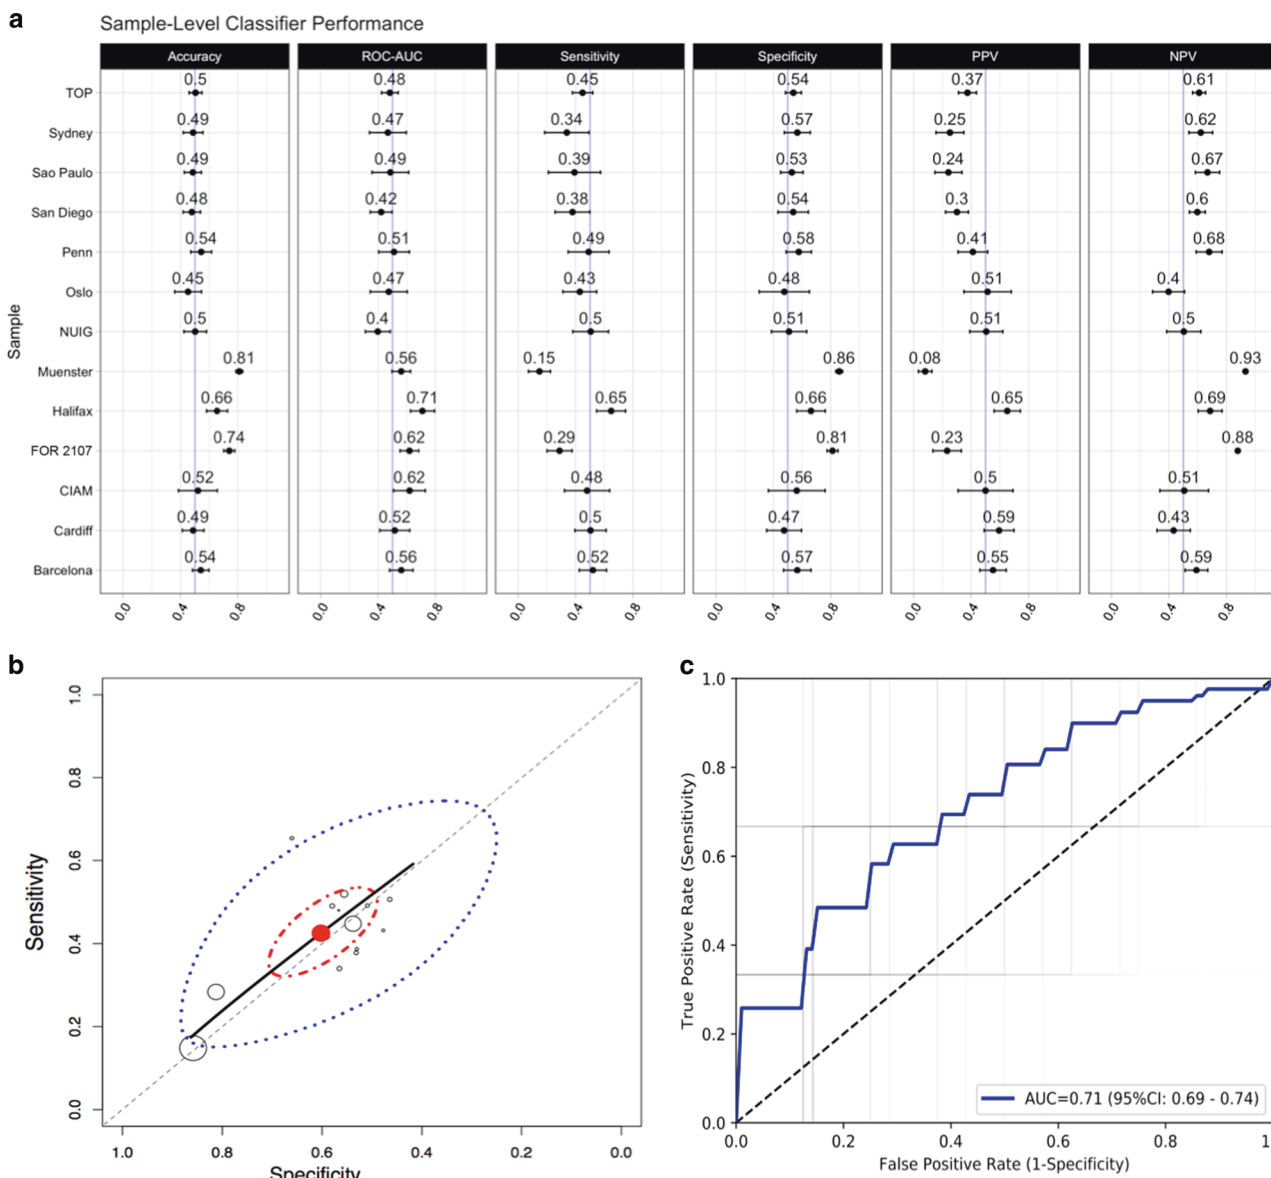 a
Sample-Level Classifier Performance
Accuracy ROC-AUC Sensitivity Specificity PPV NPV
TOP 0.5 0.48 0.45 0.54 0.37 0.61
Sydney 0.49 0.47 0.34 0.57 0.25 0.62
Sao Paulo 0.49 0.49 0.39 0.53 0.24 0.67
San Diego 0.48 0.42 0.38 0.54 0.3 0.6
Penn 0.54 0.51 0.49 0.58 0.41 0.68
Oslo 0.45 0.47 0.43 0.48 0.51 0.4
NUIG 0.5 0.4 0.5 0.51 0.51 0.5
Muenster 0.81 0.56 0.15 0.86 0.08 0.93
Halifax 0.66 0.71 0.65 0.66 0.65 0.69
FOR 2107 0.74 0.62 0.29 0.81 0.23 0.88
CIAM 0.52 0.62 0.48 0.56 0.5 0.51
Cardiff 0.49 0.52 0.5 0.47 0.59 0.43
Barcelona 0.54 0.56 0.52 0.57 0.55 0.59
Sample
0.0 0.4 0.8 0.0 0.4 0.8 0.0 0.4 0.8 0.0 0.4 0.8 0.0 0.4 0.8 0.0 0.4 0.8
b
1.0
0.8
0.6
0.4
0.2
0.0
Sensitivity
1.0 0.8 0.6 0.4 0.2 0.0
Specificity
c
1.0
0.8
0.6
0.4
0.2
0.0
True Positive Rate (Sensitivity)
AUC=0.71 (95%CI: 0.69 - 0.74)
0.0 0.2 0.4 0.6 0.8 1
False Positive Rate (1-Specificity)